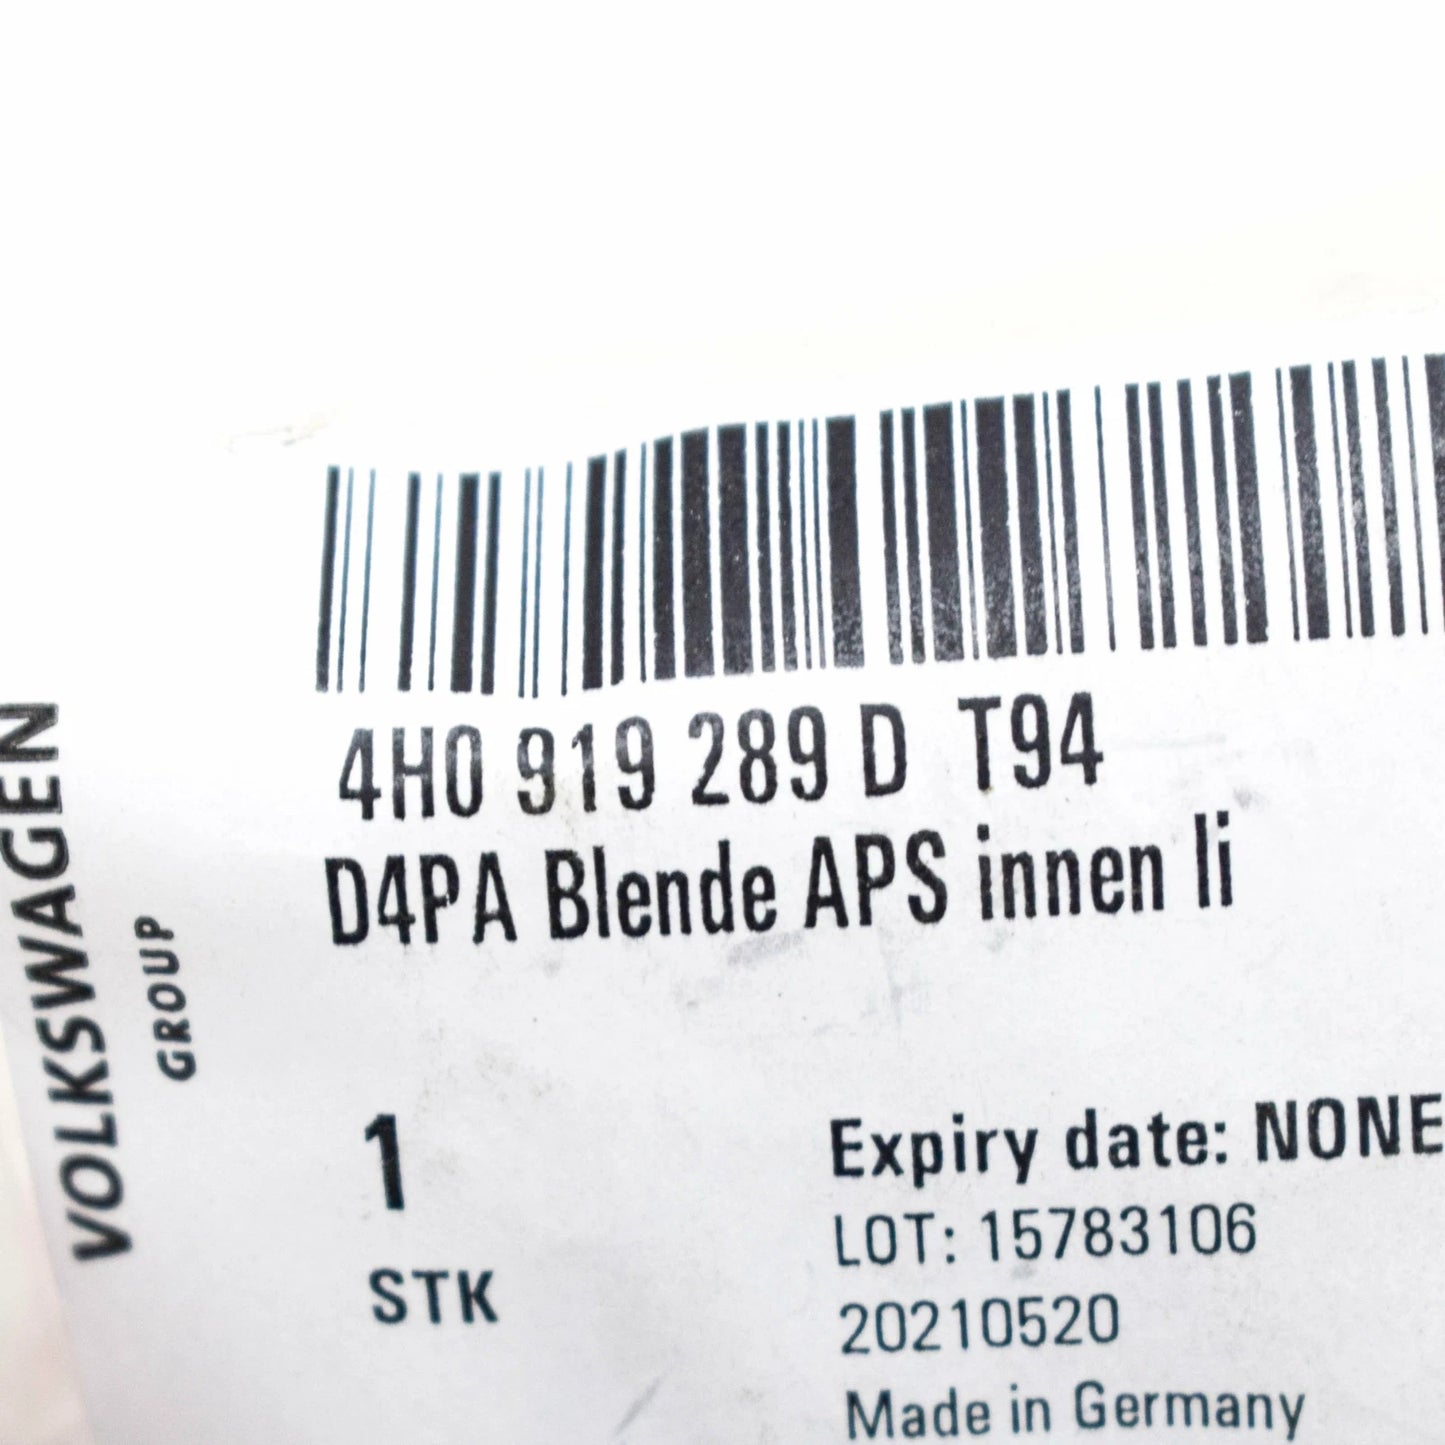 VOLKSWAGEN
GROUP
4H0 919 289 D T94
D4PA Blende APS innen li
1
STK
Expiry date: NONE
LOT: 15783106
20210520
Made in Germany